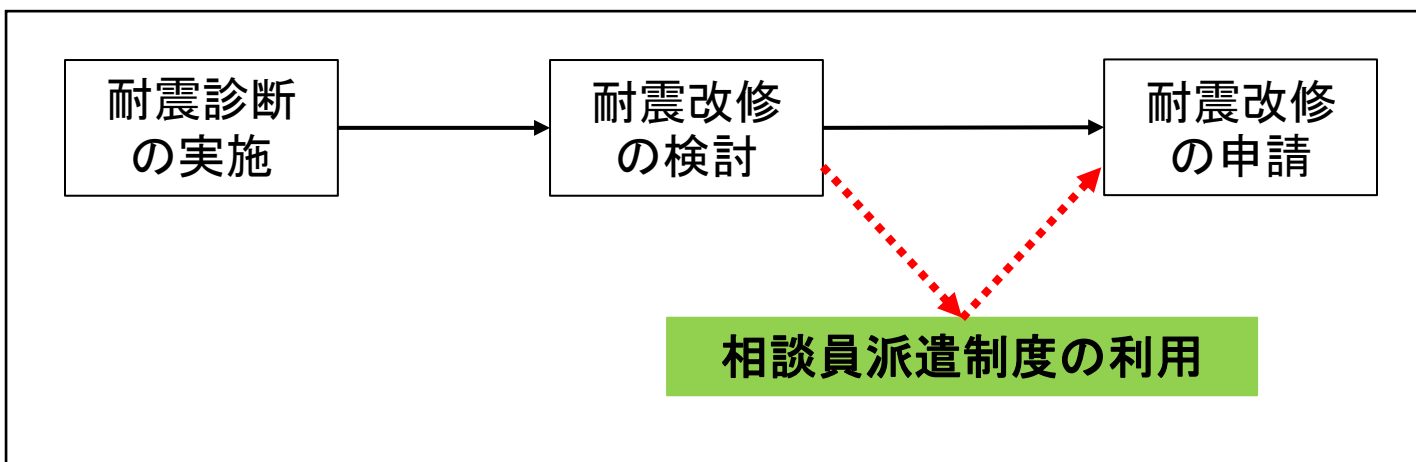 耐震診断
の実施
耐震改修
の検討
耐震改修
の申請
相談員派遣制度の利用